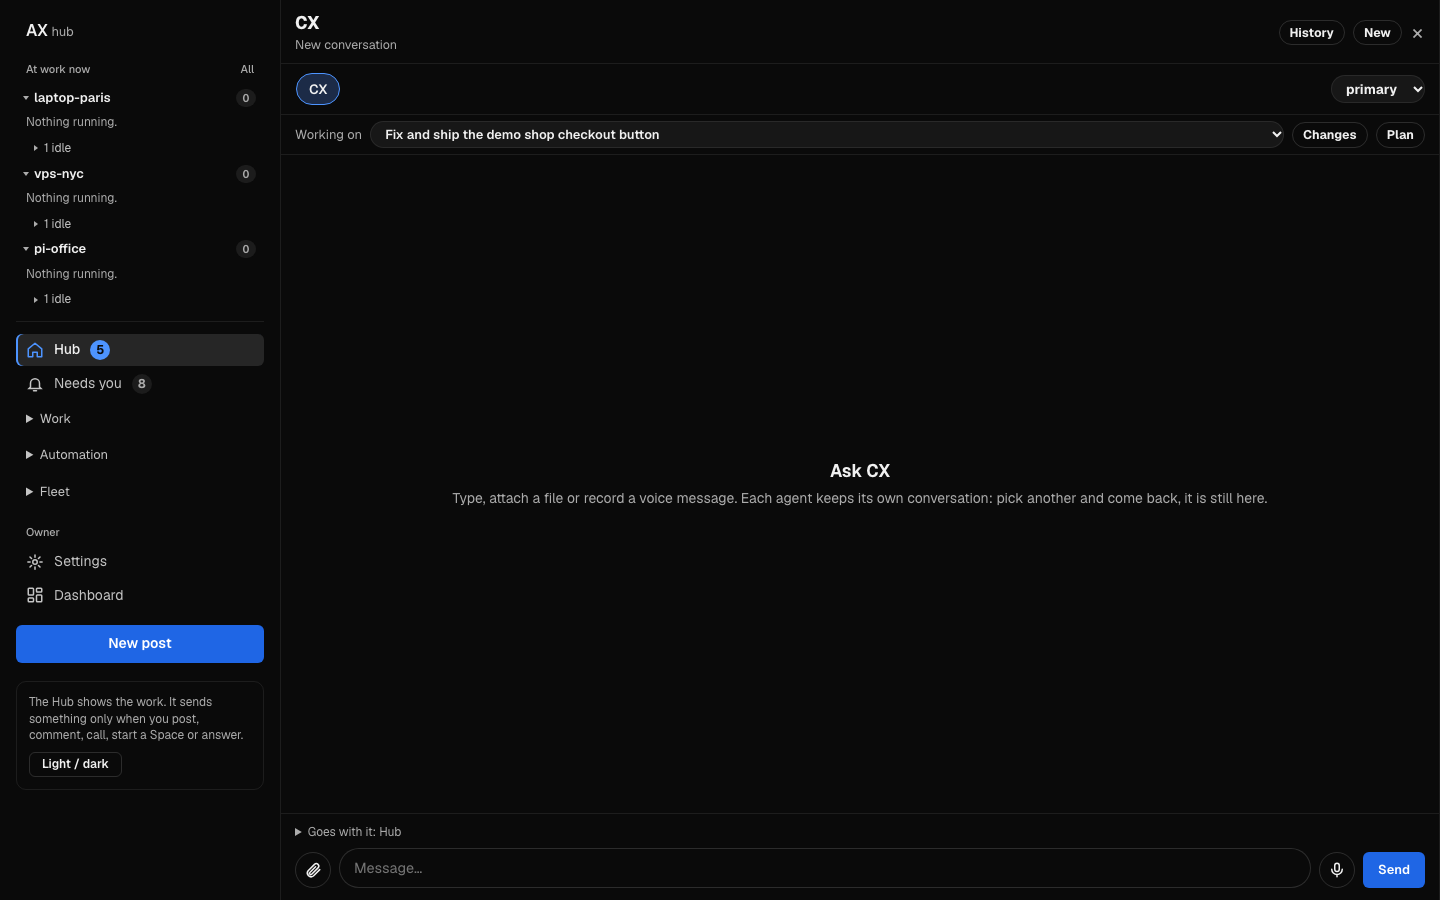 AX hub
At work now All
laptop-paris 0
Nothing running.
1 idle
vps-nyc 0
Nothing running.
1 idle
pi-office 0
Nothing running.
1 idle
Hub 5
Needs you 8
Work
Automation
Fleet
Owner
Settings
Dashboard
New post
The Hub shows the work. It sends
something only when you post,
comment, call, start a Space or answer.
Light / dark
CX
New conversation
History New ×
CX primary
Working on Fix and ship the demo shop checkout button Changes Plan
Ask CX
Type, attach a file or record a voice message. Each agent keeps its own conversation: pick another and come back, it is still here.
Goes with it: Hub
Message... Send